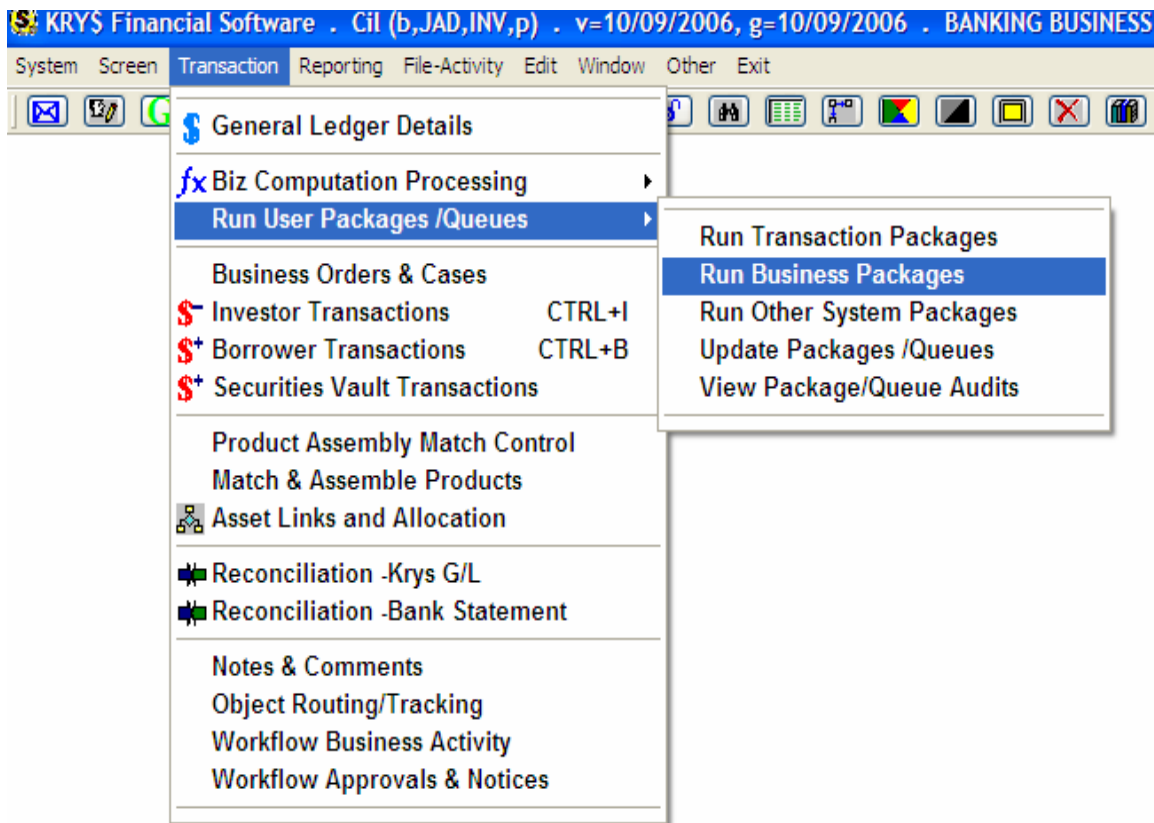 KRY$ Financial Software . Cil (b,JAD,INV,p) . v=10/09/2006, g=10/09/2006 . BANKING BUSINESS
System Screen Transaction Reporting File-Activity Edit Window Other Exit
General Ledger Details
Biz Computation Processing
Run User Packages /Queues
Run Transaction Packages
Run Business Packages
Run Other System Packages
Update Packages /Queues
View Package/Queue Audits
Business Orders & Cases
Investor Transactions CTRL+I
Borrower Transactions CTRL+B
Securities Vault Transactions
Product Assembly Match Control
Match & Assemble Products
Asset Links and Allocation
Reconciliation -Krys G/L
Reconciliation -Bank Statement
Notes & Comments
Object Routing/Tracking
Workflow Business Activity
Workflow Approvals & Notices